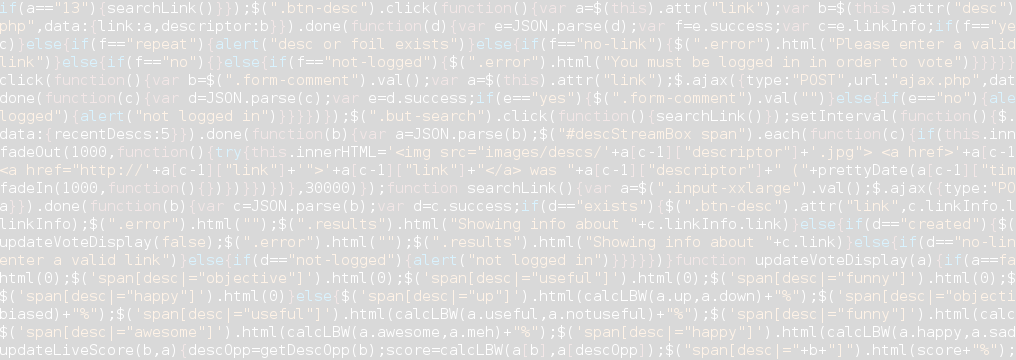 if(a=="13"){searchLink()}});$(".btn-desc").click(function(){var a=$(this).attr("link");var b=$(this).attr("desc")
php",data:{link:a,descriptor:b}}).done(function(d){var e=JSON.parse(d);var f=e.success;var c=e.linkInfo;if(f=="ye
c)}else{if(f=="repeat"){alert("desc or foil exists")}else{if(f=="no-link"){$(".error").html("Please enter a valid
link")}else{if(f=="no"){}else{if(f=="not-logged"){$(".error").html("You must be logged in in order to vote")}}}}}
click(function(){var b=$(".form-comment").val();var a=$(this).attr("link");$.ajax({type:"POST",url:"ajax.php",dat
done(function(c){var d=JSON.parse(c);var e=d.success;if(e=="yes"){$(".form-comment").val("")}else{if(e=="no"){ale
logged"){alert("not logged in")}}}})});$(".but-search").click(function(){searchLink()});setInterval(function(){$.
data:{recentDescs:5}}).done(function(b){var a=JSON.parse(b);$("#descStreamBox span").each(function(c){if(this.inn
fadeOut(1000,function(){try{this.innerHTML='<img src="images/descs/'+a[c-1]["descriptor"]+'.jpg"> <a href>'+a[c-1
<a href="http://'+a[c-1]["link"]+'">'+a[c-1]["link"]+"</a> was "+a[c-1]["descriptor"]+" ("+prettyDate(a[c-1]["tim
fadeIn(1000,function(){})})}})})},30000)});function searchLink(){var a=$(".input-xxlarge").val();$.ajax({type:"PO
a}}).done(function(b){var c=JSON.parse(b);var d=c.success;if(d=="exists"){$(".btn-desc").attr("link",c.linkInfo.l
linkInfo);$(".error").html("");$(".results").html("Showing info about "+c.linkInfo.link)}else{if(d=="created"){$(
updateVoteDisplay(false);$(".error").html("");$(".results").html("Showing info about "+c.link)}else{if(d=="no-lin
enter a valid link")}else{if(d=="not-logged"){alert("not logged in")}}}}})}function updateVoteDisplay(a){if(a==fa
html(0);$('span[desc|="objective"]').html(0);$('span[desc|="useful"]').html(0);$('span[desc|="funny"]').html(0);$
$('span[desc|="happy"]').html(0)}else{$('span[desc|="up"]').html(calcLBW(a.up,a.down)+"%");$('span[desc|="objecti
biased)+"%");$('span[desc|="useful"]').html(calcLBW(a.useful,a.notuseful)+"%");$('span[desc|="funny"]').html(calc
$('span[desc|="awesome"]').html(calcLBW(a.awesome,a.meh)+"%");$('span[desc|="happy"]').html(calcLBW(a.happy,a.sad
updateLiveScore(b,a){descOpp=getDescOpp(b);score=calcLBW(a[b],a[descOpp]);$("span[desc|="+b+"]").html(score+"%");